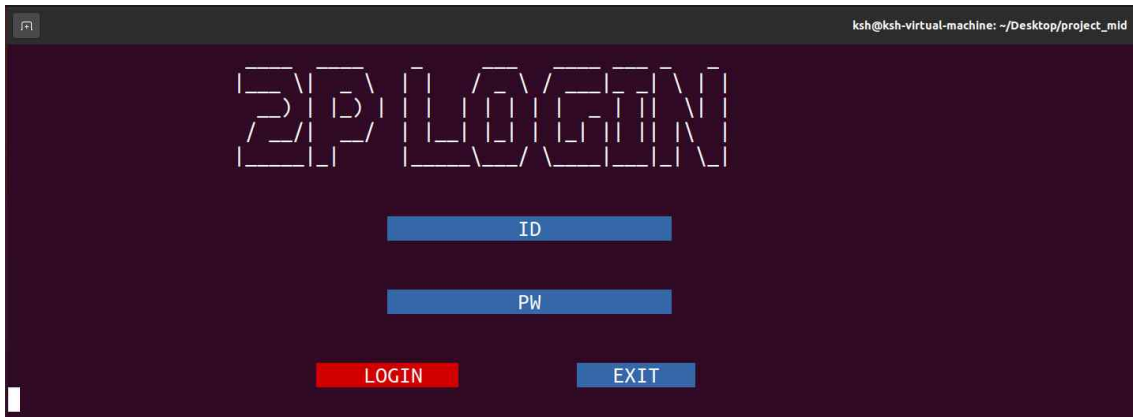 ksh@ksh-virtual-machine: ~/Desktop/project_mid
2P LOGIN
ID
PW
LOGIN EXIT